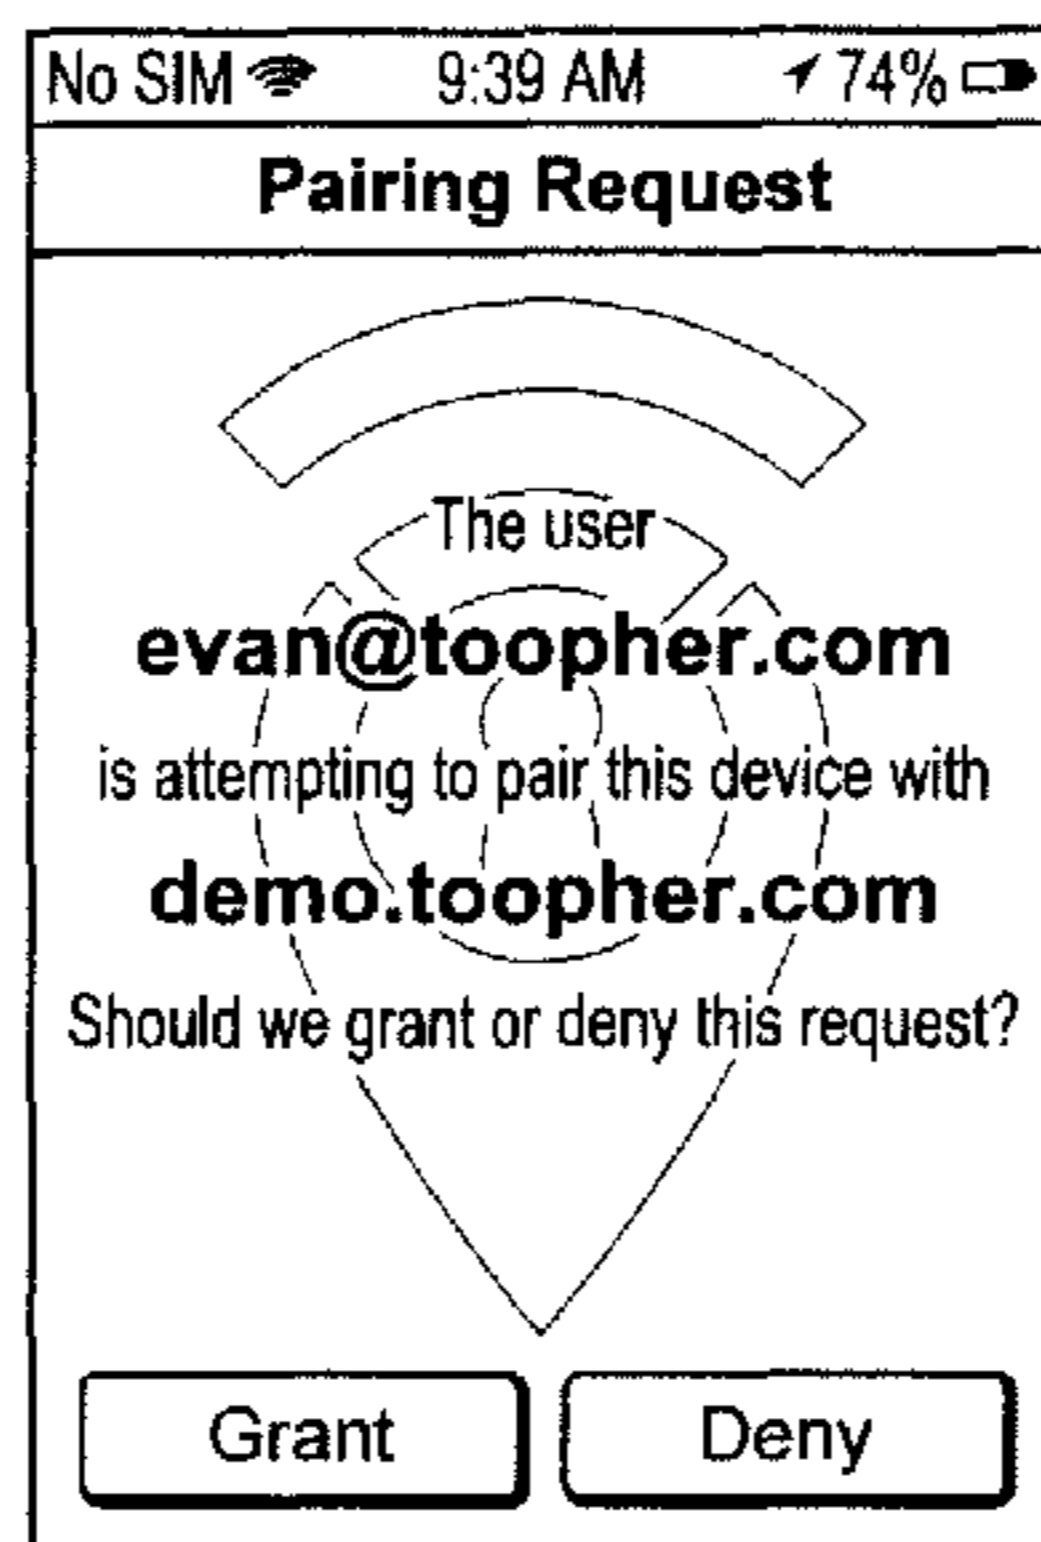 No SIM 9:39 AM 74%
Pairing Request
The user
evan@toopher.com
is attempting to pair this device with
demo.toopher.com
Should we grant or deny this request?
Grant Deny